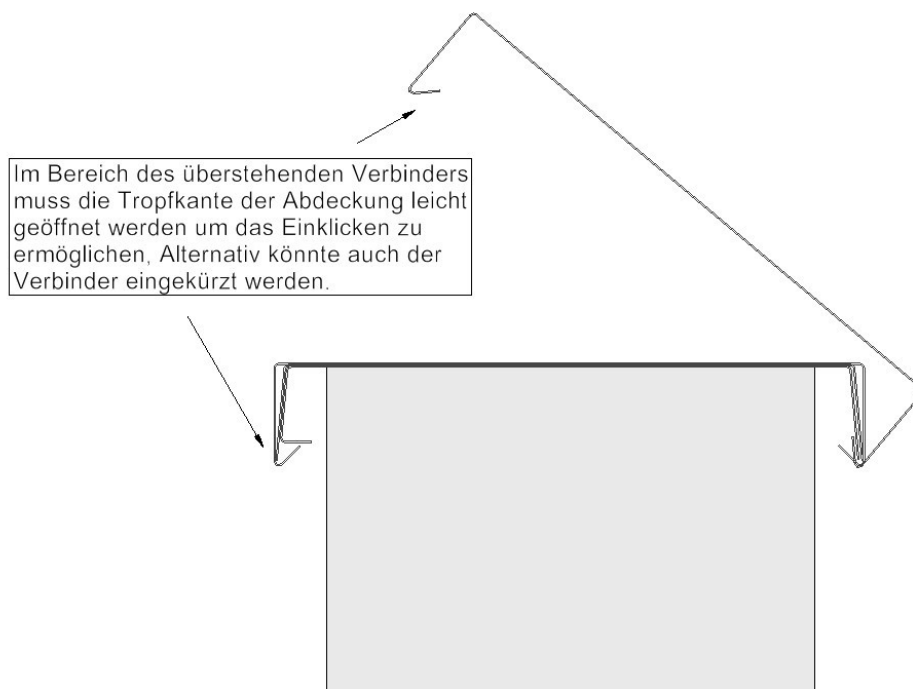 Im Bereich des überstehenden Verbinders
muss die Tropfkante der Abdeckung leicht
geöffnet werden um das Einklicken zu
ermöglichen, Alternativ könnte auch der
Verbinder eingekürzt werden.